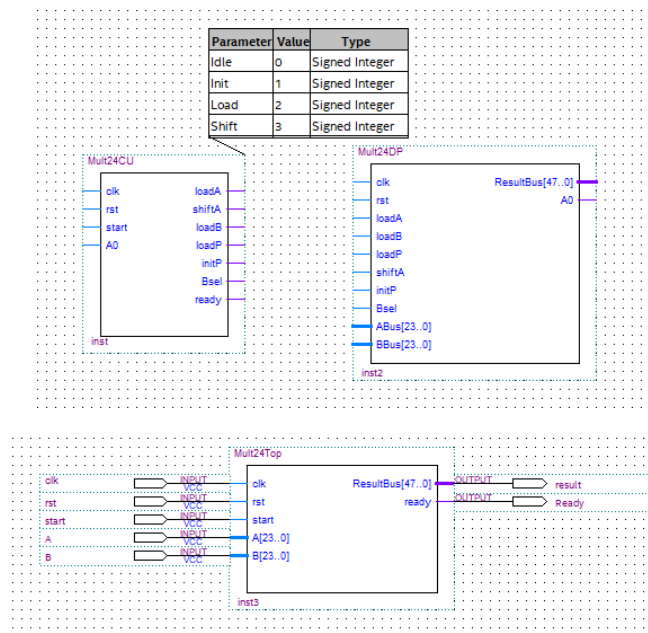 Parameter Value Type
Idle 0 Signed Integer
Init 1 Signed Integer
Load 2 Signed Integer
Shift 3 Signed Integer
Mult24CU
clk loadA
rst shiftA
start loadB
A0 loadP
initP
Bsel
ready
inst
Mult24DP
clk ResultBus[47..0]
rst A0
loadA
loadB
loadP
shiftA
initP
Bsel
ABus[23..0]
BBus[23..0]
inst2
Mult24Top
clk INPUT VCC clk ResultBus[47..0] OUTPUT result
rst INPUT VCC rst ready OUTPUT Ready
start INPUT VCC start
A INPUT VCC A[23..0]
B INPUT VCC B[23..0]
inst3